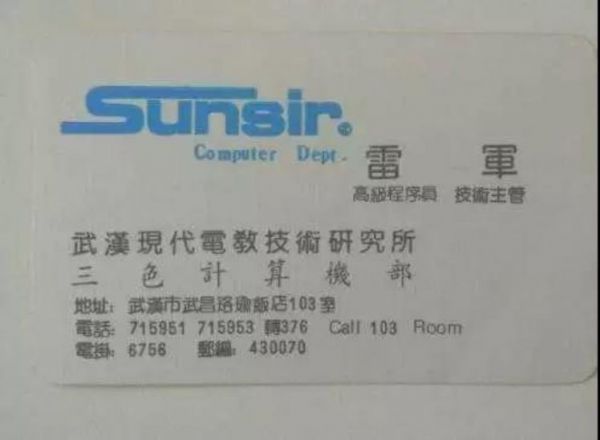 Sunsir®
Computer Dept.
雷 軍
高級程序員 技術主管
武漢現代電教技術研究所
三色計算機部
地址: 武漢市武昌珞瑜飯店103室
電話: 715951 715953 轉376 Call 103 Room
電掛: 6756 郵編: 430070